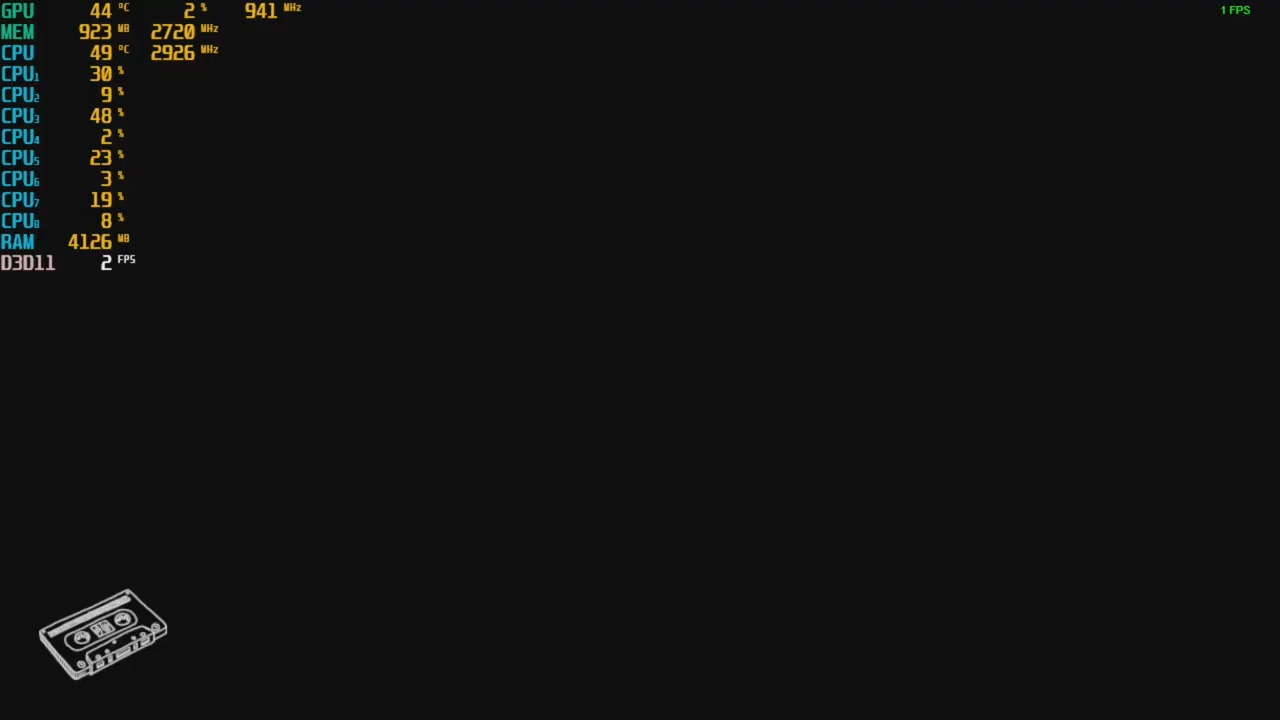 GPU 44 °C 2 % 941 MHz 1 FPS
MEM 923 MB 2720 MHz
CPU 49 °C 2926 MHz
CPU1 30 %
CPU2 9 %
CPU3 48 %
CPU4 2 %
CPU5 23 %
CPU6 3 %
CPU7 19 %
CPU8 8 %
RAM 4126 MB
D3D11 2 FPS